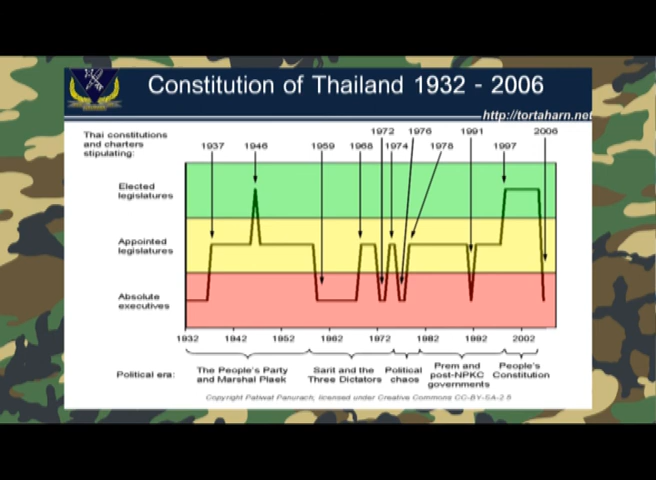 Constitution of Thailand 1932 - 2006
http://tortaharn.net
Thai constitutions
and charters
stipulating:
1937
1946
1959
1968
1972
1974
1976
1978
1991
1997
2006
Elected
legislatures
Appointed
legislatures
Absolute
executives
1932
1942
1952
1962
1972
1982
1992
2002
Political era:
The People's Party
and Marshal Plaek
Sarit and the
Three Dictators
Political
chaos
Prem and
post-NPKC
governments
People's
Constitution
Copyright Patiwat Panurach, licensed under Creative Commons CC-BY-SA-2.5